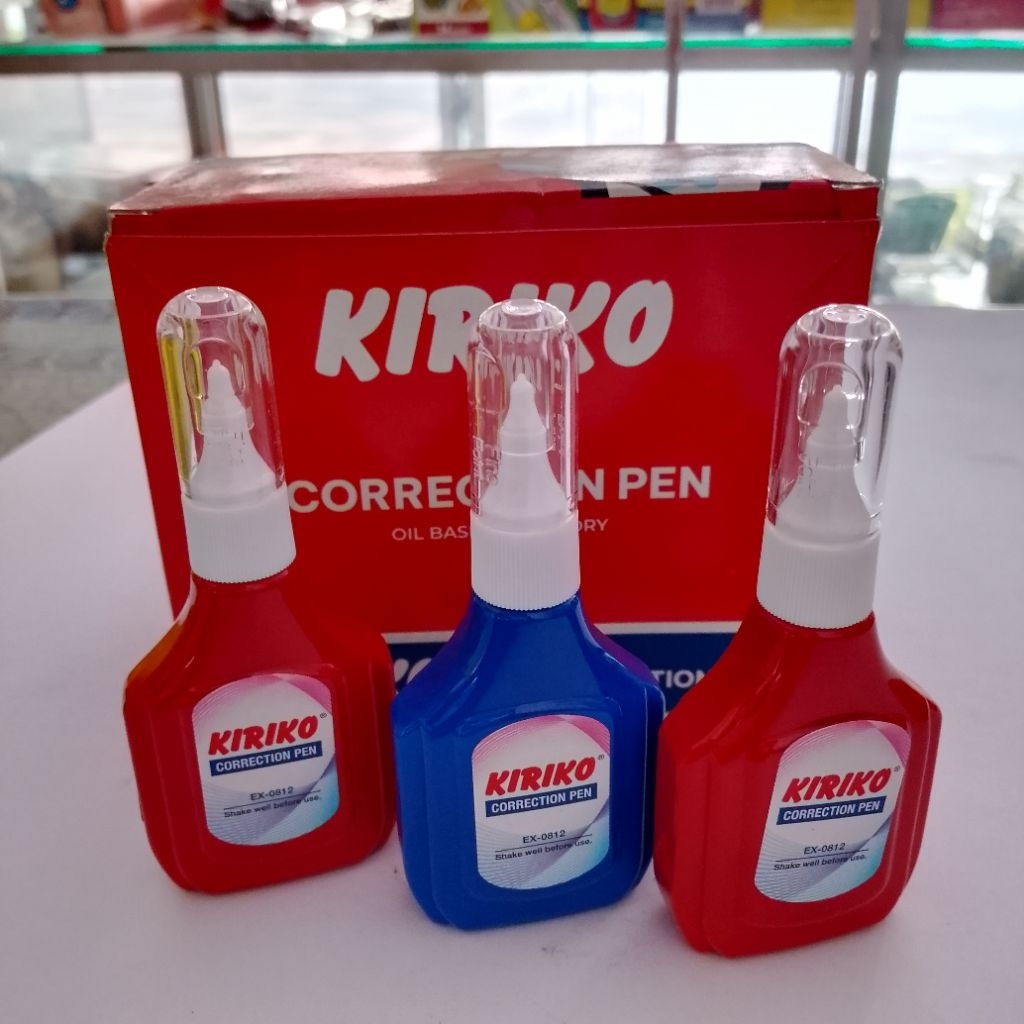 KIRIKO
CORREC N PEN
OIL BAS ORY
TION
KIRIKO®
CORRECTION PEN
EX-0812
Shake well before use.
KIRIKO®
CORRECTION PEN
EX-0812
Shake well before use.
KIRIKO®
CORRECTION PEN
EX-0812
Shake well before use.